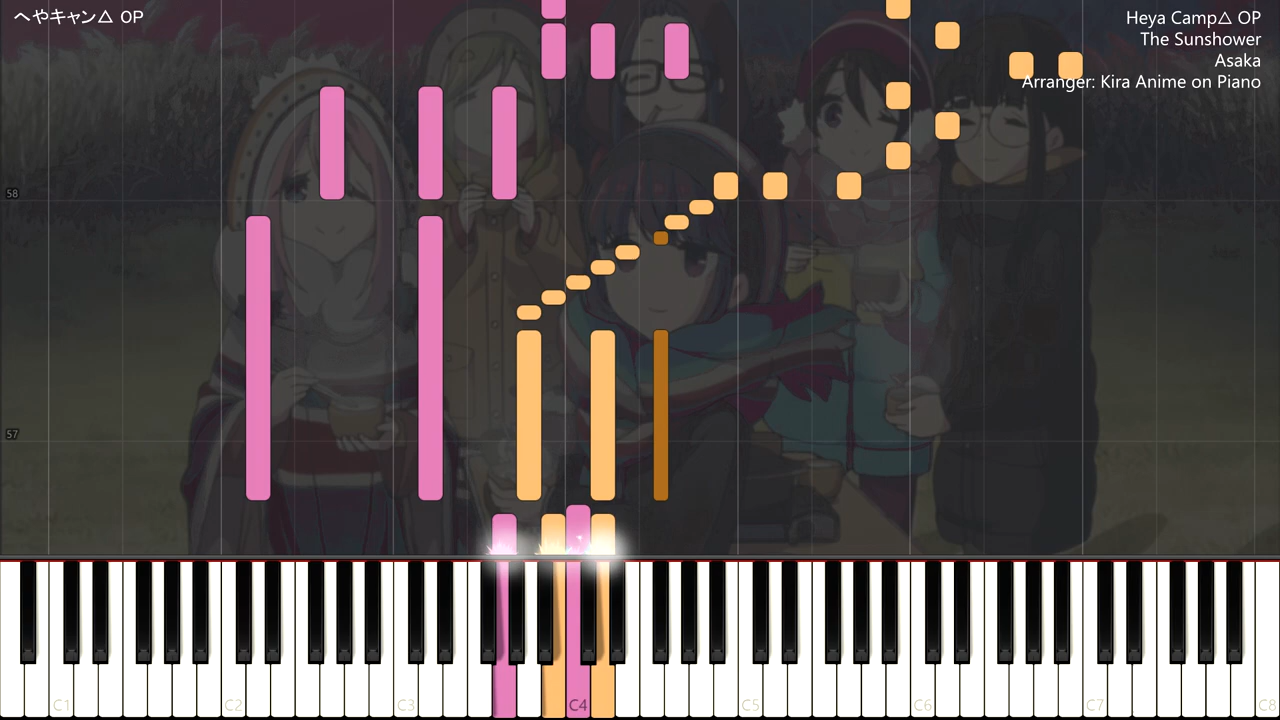 へやキャン△ OP
Heya Camp△ OP
The Sunshower
Asaka
Arranger: Kira Anime on Piano
58
57
C1 C2 C3 C4 C5 C6 C7 C8